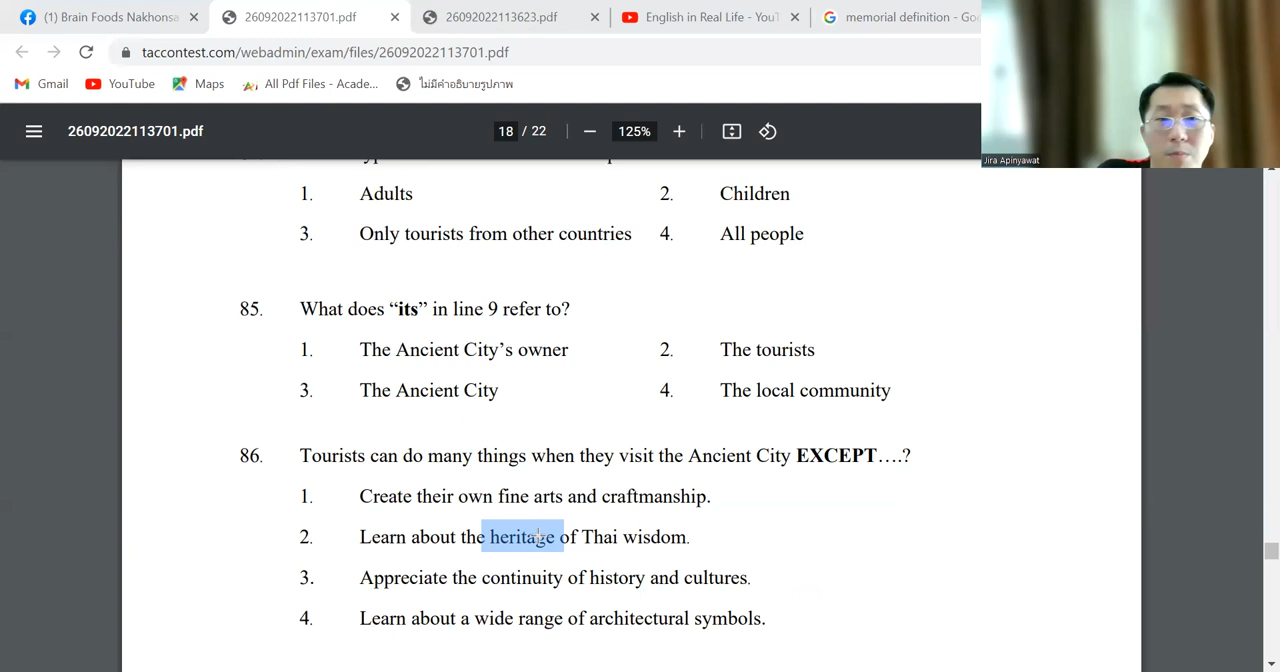 (1) Brain Foods Nakhonsa
26092022113701.pdf
26092022113623.pdf
English in Real Life - YouT
memorial definition - Go
taccontest.com/webadmin/exam/files/26092022113701.pdf
Gmail
YouTube
Maps
All Pdf Files - Acade...
ไม่มีคำอธิบายรูปภาพ
Jira Apinyawat
26092022113701.pdf
18 / 22
125%
1. Adults 2. Children
3. Only tourists from other countries 4. All people
85. What does “its” in line 9 refer to?
1. The Ancient City’s owner 2. The tourists
3. The Ancient City 4. The local community
86. Tourists can do many things when they visit the Ancient City EXCEPT….?
1. Create their own fine arts and craftmanship.
2. Learn about the heritage of Thai wisdom.
3. Appreciate the continuity of history and cultures.
4. Learn about a wide range of architectural symbols.